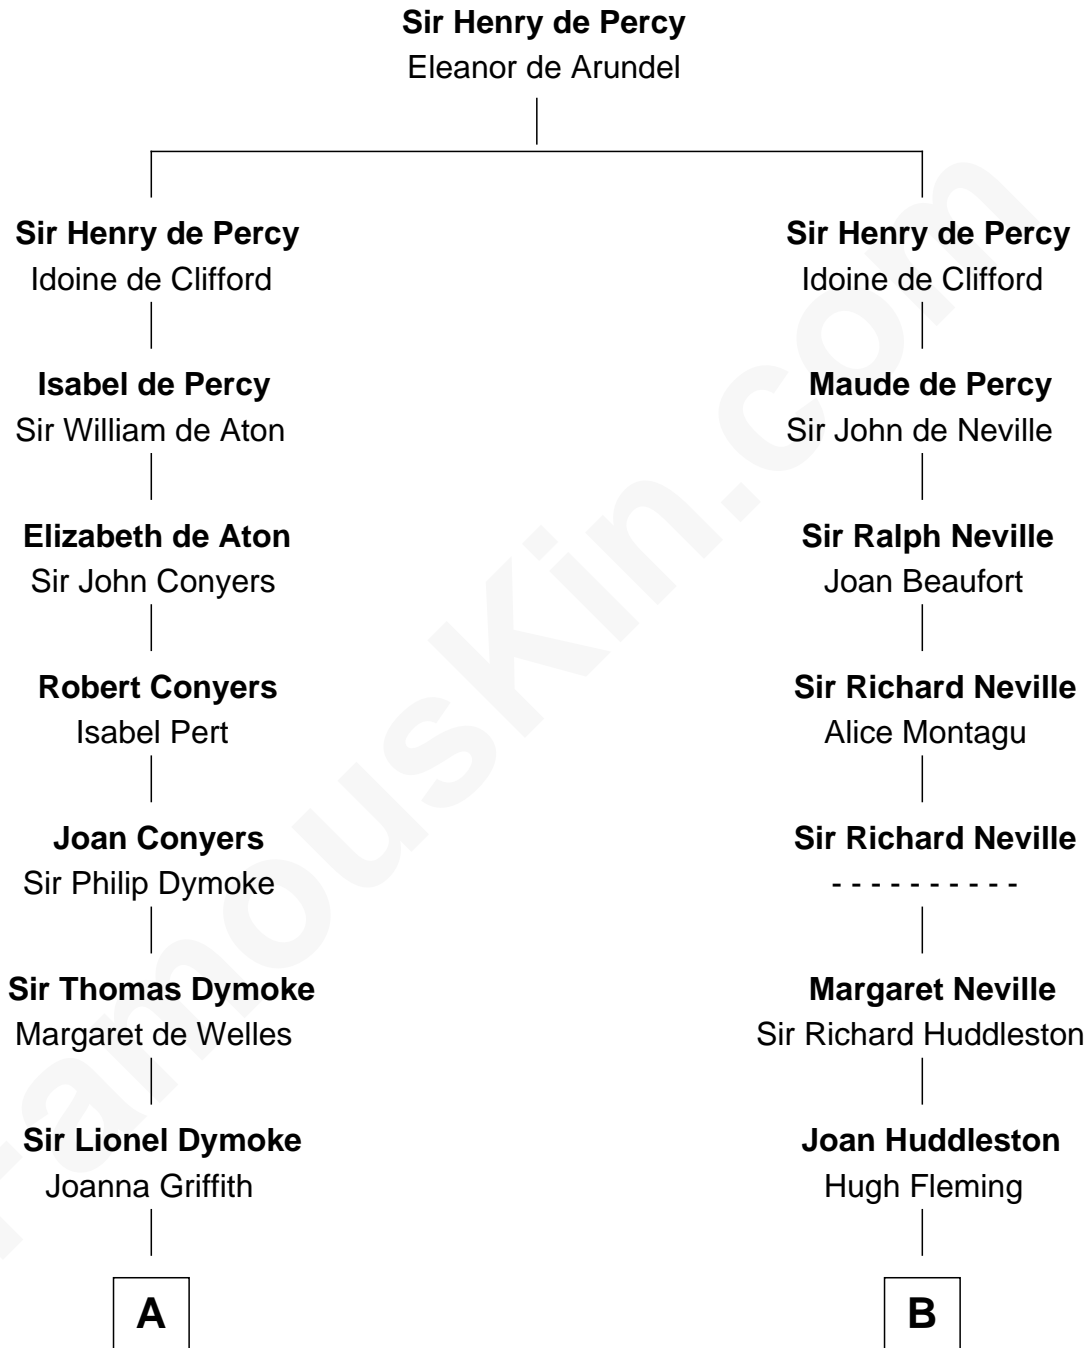 Sir Henry de Percy
Eleanor de Arundel
Sir Henry de Percy
Idoine de Clifford
Sir Henry de Percy
Idoine de Clifford
Isabel de Percy
Sir William de Aton
Maude de Percy
Sir John de Neville
Elizabeth de Aton
Sir John Conyers
Sir Ralph Neville
Joan Beaufort
Robert Conyers
Isabel Pert
Sir Richard Neville
Alice Montagu
Joan Conyers
Sir Philip Dymoke
Sir Richard Neville
- - - - - - - - - -
Sir Thomas Dymoke
Margaret de Welles
Margaret Neville
Sir Richard Huddleston
Sir Lionel Dymoke
Joanna Griffith
Joan Huddleston
Hugh Fleming
A
B
FamousKin.com